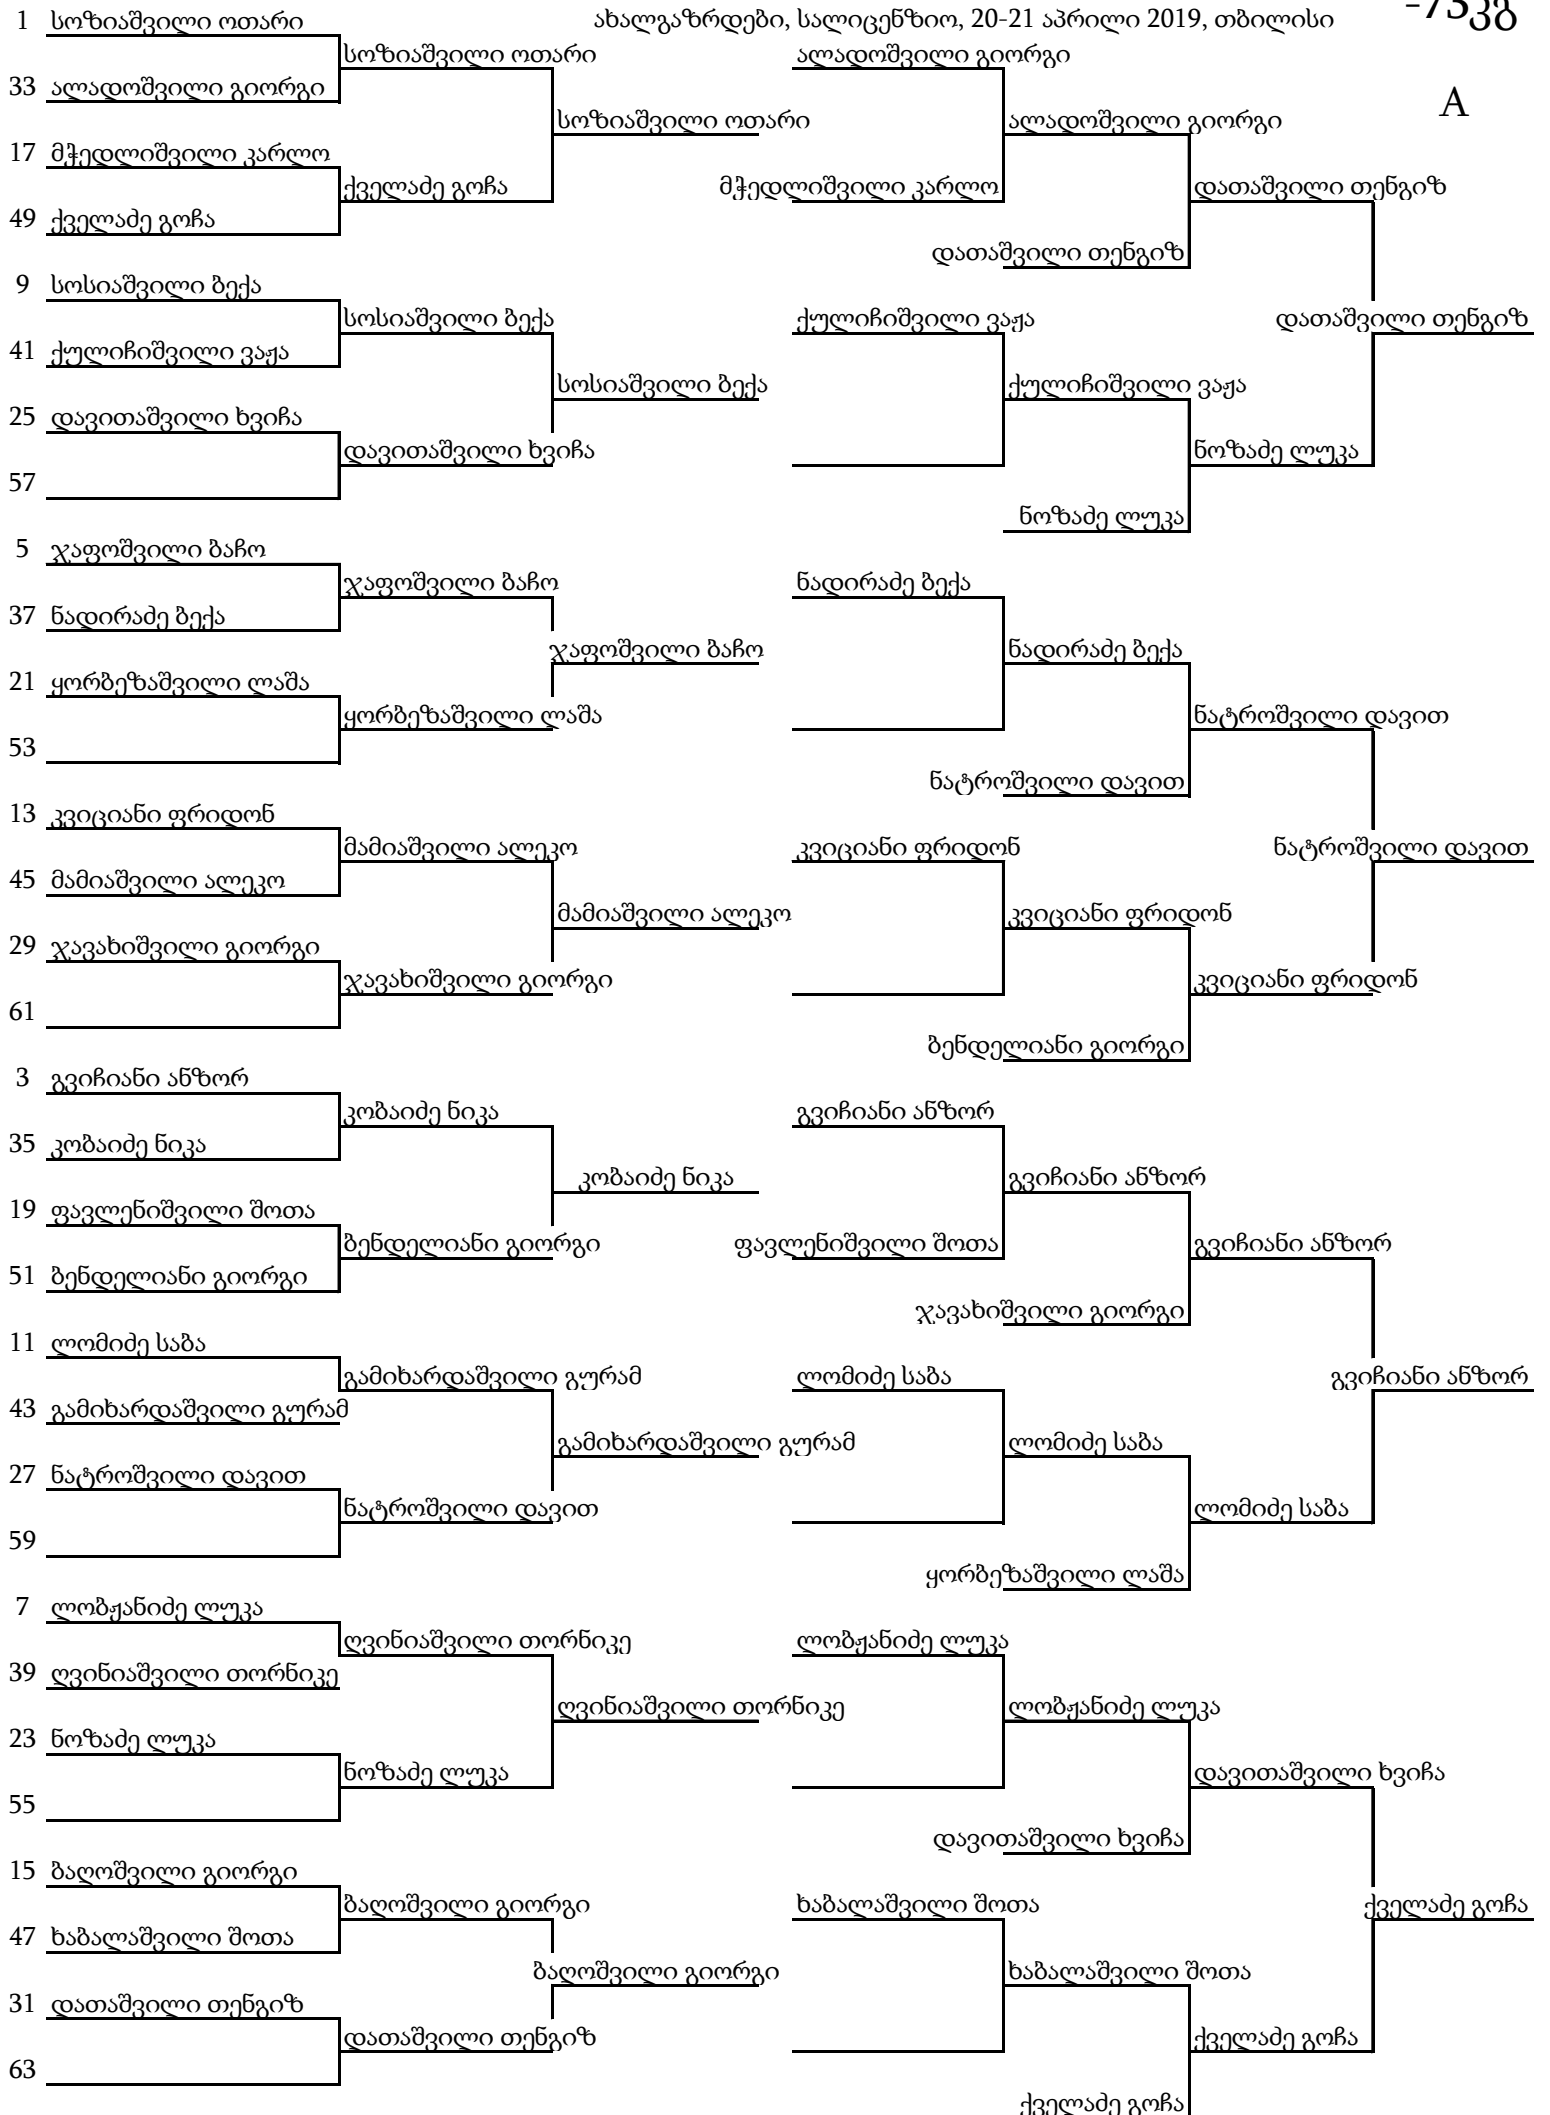 ახალგაზრდები, სალიცენზიო, 20-21 აპრილი 2019, თბილისი
-73კგ
A
1 სოზიაშვილი ოთარი
სოზიაშვილი ოთარი
33 ალადოშვილი გიორგი
სოზიაშვილი ოთარი
17 მჭედლიშვილი კარლო
ქველაძე გოჩა
49 ქველაძე გოჩა
9 სოსიაშვილი ბექა
სოსიაშვილი ბექა
41 ქულიჩიშვილი ვაჟა
სოსიაშვილი ბექა
25 დავითაშვილი ხვიჩა
დავითაშვილი ხვიჩა
57
5 ჯაფოშვილი ბაჩო
ჯაფოშვილი ბაჩო
37 ნადირაძე ბექა
ჯაფოშვილი ბაჩო
21 ყორბეზაშვილი ლაშა
ყორბეზაშვილი ლაშა
53
13 კვიციანი ფრიდონ
მამიაშვილი ალეკო
45 მამიაშვილი ალეკო
მამიაშვილი ალეკო
29 ჯავახიშვილი გიორგი
ჯავახიშვილი გიორგი
61
3 გვიჩიანი ანზორ
კობაიძე ნიკა
35 კობაიძე ნიკა
კობაიძე ნიკა
19 ფავლენიშვილი შოთა
ბენდელიანი გიორგი
51 ბენდელიანი გიორგი
11 ლომიძე საბა
გამიხარდაშვილი გურამ
43 გამიხარდაშვილი გურამ
გამიხარდაშვილი გურამ
27 ნატროშვილი დავით
ნატროშვილი დავით
59
7 ლობჟანიძე ლუკა
ღვინიაშვილი თორნიკე
39 ღვინიაშვილი თორნიკე
ღვინიაშვილი თორნიკე
23 ნოზაძე ლუკა
ნოზაძე ლუკა
55
15 ბაღოშვილი გიორგი
ბაღოშვილი გიორგი
47 ხაბალაშვილი შოთა
ბაღოშვილი გიორგი
31 დათაშვილი თენგიზ
დათაშვილი თენგიზ
63
ალადოშვილი გიორგი
ალადოშვილი გიორგი
მჭედლიშვილი კარლო
დათაშვილი თენგიზ
დათაშვილი თენგიზ
დათაშვილი თენგიზ
ქულიჩიშვილი ვაჟა
ქულიჩიშვილი ვაჟა
ნოზაძე ლუკა
ნოზაძე ლუკა
ნადირაძე ბექა
ნადირაძე ბექა
ნატროშვილი დავით
ნატროშვილი დავით
ნატროშვილი დავით
კვიციანი ფრიდონ
კვიციანი ფრიდონ
კვიციანი ფრიდონ
ბენდელიანი გიორგი
გვიჩიანი ანზორ
გვიჩიანი ანზორ
ფავლენიშვილი შოთა
გვიჩიანი ანზორ
ჯავახიშვილი გიორგი
გვიჩიანი ანზორ
ლომიძე საბა
ლომიძე საბა
ლომიძე საბა
ყორბეზაშვილი ლაშა
ლობჟანიძე ლუკა
ლობჟანიძე ლუკა
დავითაშვილი ხვიჩა
დავითაშვილი ხვიჩა
ქველაძე გოჩა
ხაბალაშვილი შოთა
ხაბალაშვილი შოთა
ქველაძე გოჩა
ქველაძე გოჩა